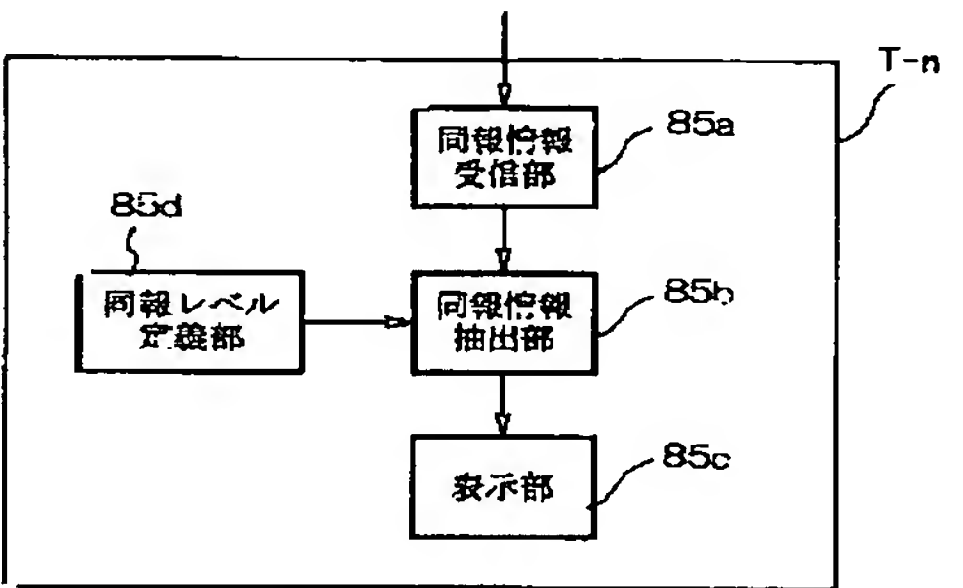 T-n
同報情報
受信部
85a
85d
同報レベル
定義部
同報情報
抽出部
85b
表示部
85c